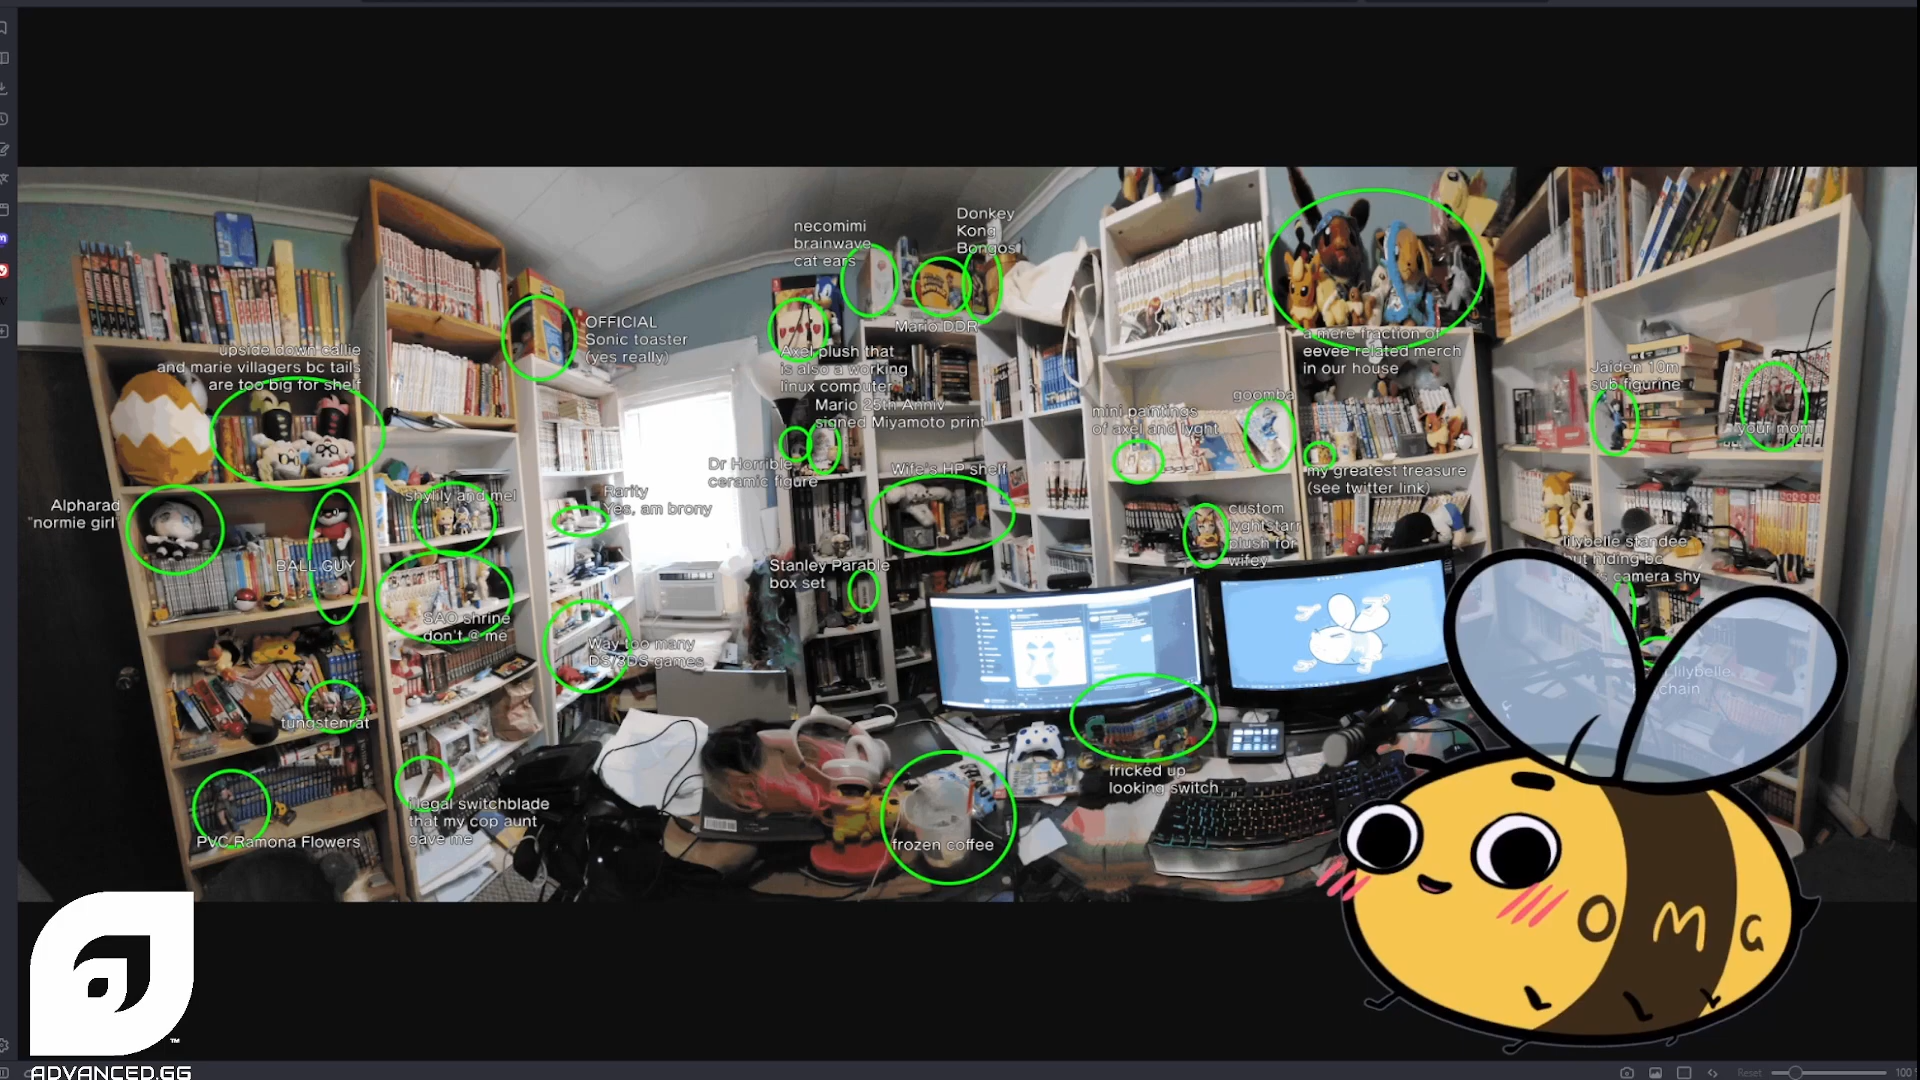 Donkey
Kong
Bongos
necomimi
brainwave
cat ears
OFFICIAL
Sonic toaster
(yes really)
Mario DDR
upside down callie
and marie villagers bc tails
are too big for shelf
Axel plush that
is also a working
linux computer
a mere fraction of
eevee related merch
in our house
Jaiden 10m
sub figurine
goomba
Mario 25th Anniv
signed Miyamoto print
mini paintings
of axel and lyght
your mom
Dr Horrible
ceramic figure
Wife's HP shelf
my greatest treasure
(see twitter link)
Alpharad
"normie girl"
shylily and mel
Rarity
Yes, am brony
custom
lyghtstarr
plush for
wifey
BALL GUY
Stanley Parable
box set
lilybelle standee
but hiding bc
camera shy
SAO shrine
don't @ me
Way too many
DS/3DS games
lilybelle
chain
tungstenrat
fricked up
looking switch
illegal switchblade
that my cop aunt
gave me
PVC Ramona Flowers
frozen coffee
OMG
TM
ADVANCED.GG
Reset
100